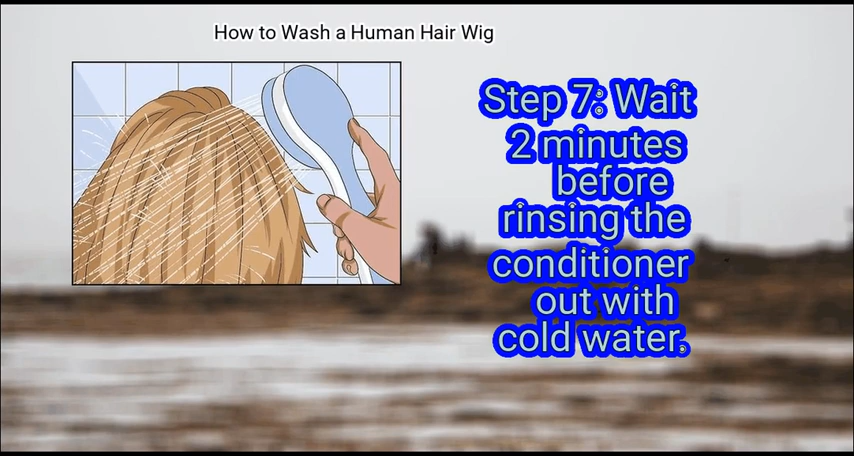 How to Wash a Human Hair Wig
Step 7: Wait
2 minutes
before
rinsing the
conditioner
out with
cold water.